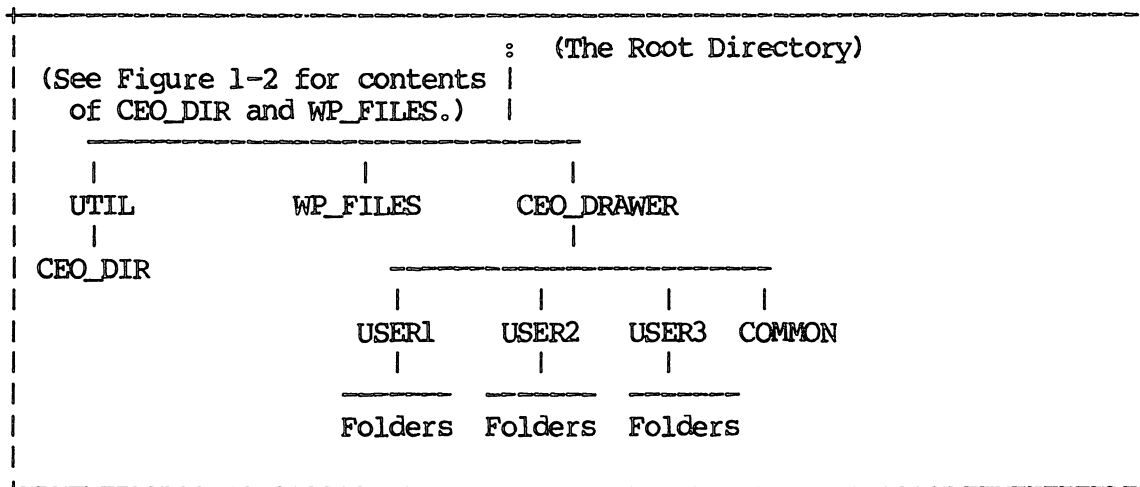 : (The Root Directory)
(See Figure 1-2 for contents
of CEO_DIR and WP_FILES.)
UTIL WP_FILES CEO_DRAWER
CEO_DIR
USER1 USER2 USER3 COMMON
Folders Folders Folders